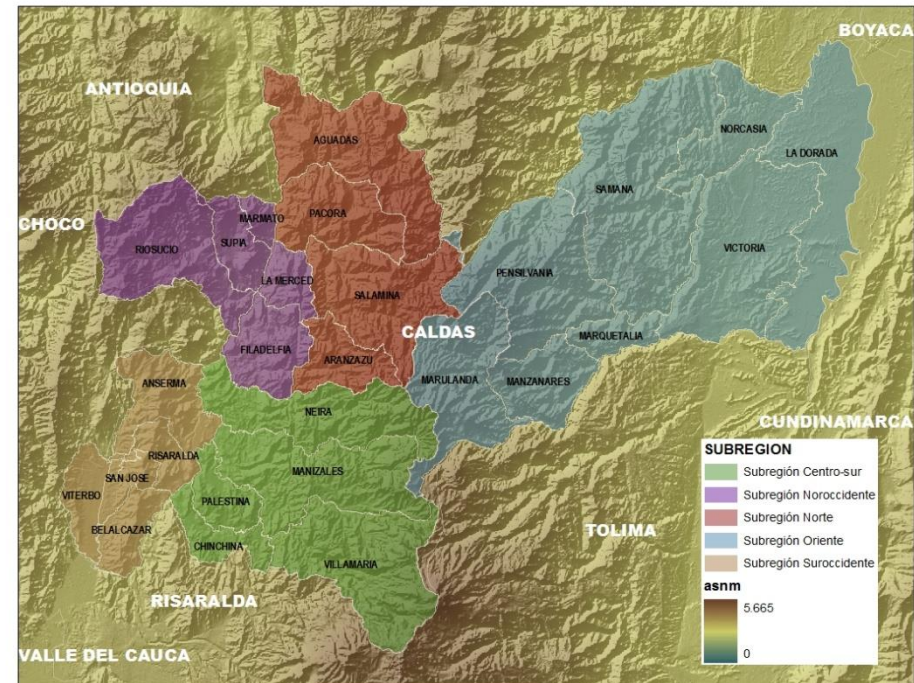 BOYACA
ANTIOQUIA
NORCASIA
AGUADAS
LA DORADA
SAMANA
MARMATO
PACORA
CHOCO
RIOSUCIO
SUPIA
VICTORIA
LA MERCED
PENSILVANIA
SALAMINA
CALDAS
MARQUETALIA
FILADELFIA
ARANZAZU
MARULANDA
MANZANARES
ANSERMA
NEIRA
CUNDINAMARCA
RISARALDA
SAN JOSE
MANIZALES
VITERBO
PALESTINA
BELALCAZAR
CHINCHINA
VILLAMARIA
TOLIMA
RISARALDA
VALLE DEL CAUCA
SUBREGION
Subregión Centro-sur
Subregión Noroccidente
Subregión Norte
Subregión Oriente
Subregión Suroccidente
asnm
5.665
0